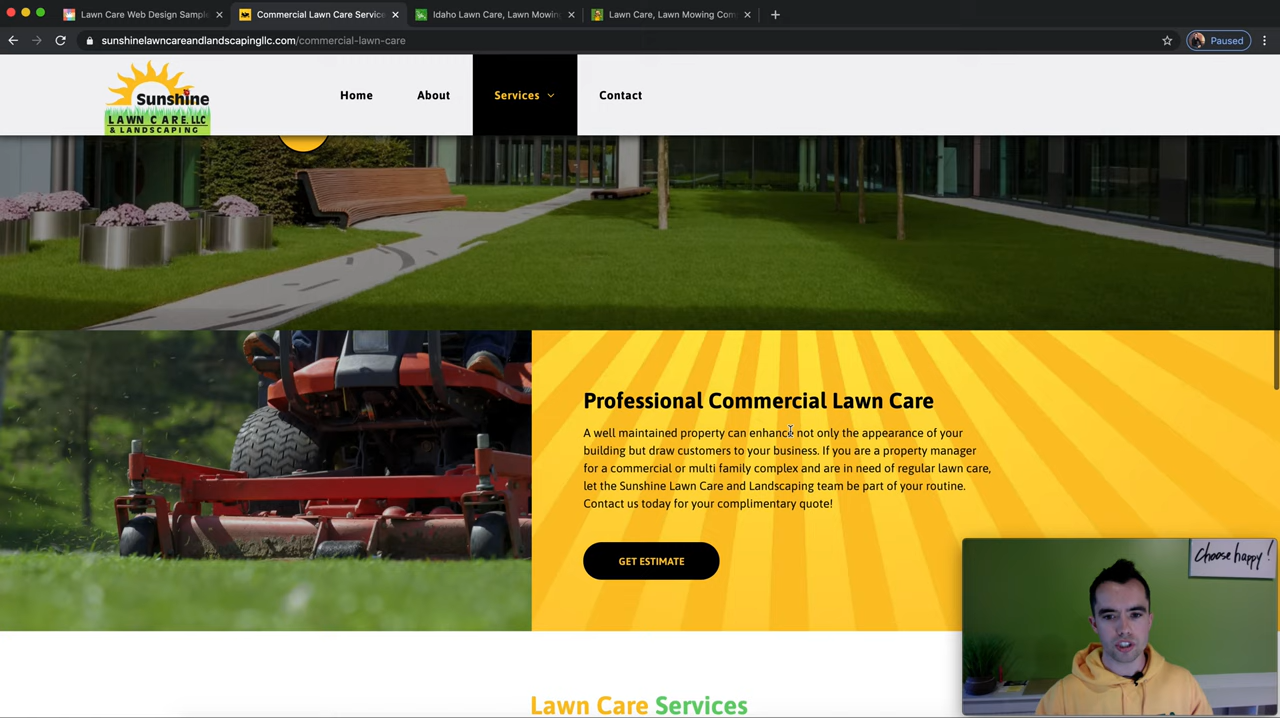 Lawn Care Web Design Sample
Commercial Lawn Care Service
Idaho Lawn Care, Lawn Mowing
Lawn Care, Lawn Mowing Com
sunshinelawncareandlandscapingllc.com/commercial-lawn-care
Paused
Sunshine
LAWN CARE, LLC
& LANDSCAPING
Home
About
Services
Contact
Professional Commercial Lawn Care
A well maintained property can enhance not only the appearance of your
building but draw customers to your business. If you are a property manager
for a commercial or multi family complex and are in need of regular lawn care,
let the Sunshine Lawn Care and Landscaping team be part of your routine.
Contact us today for your complimentary quote!
GET ESTIMATE
Choose happy!
Lawn Care Services